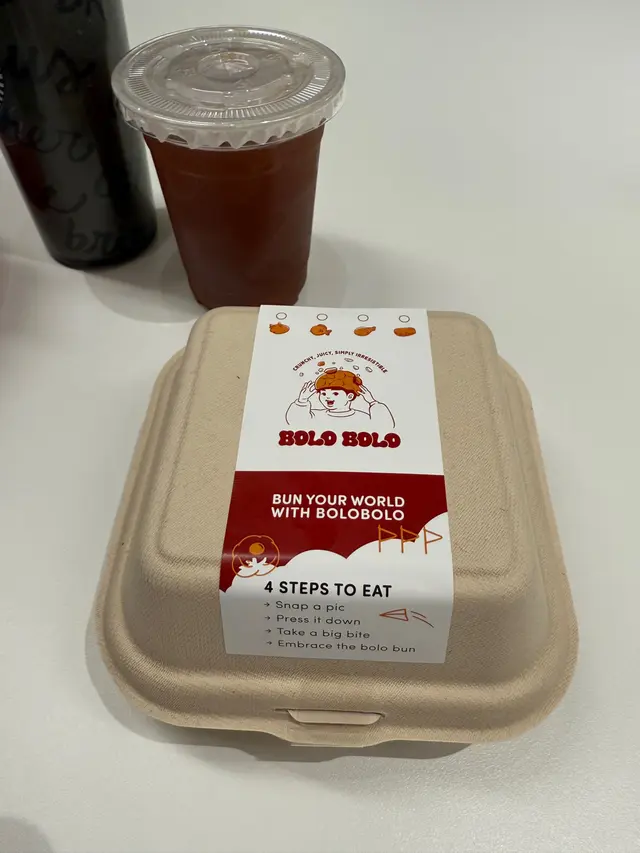 CRUNCHY, JUICY, SIMPLY IRRESISTIBLE
BOLO BOLO
BUN YOUR WORLD
WITH BOLOBOLO
4 STEPS TO EAT
→ Snap a pic
→ Press it down
→ Take a big bite
→ Embrace the bolo bun